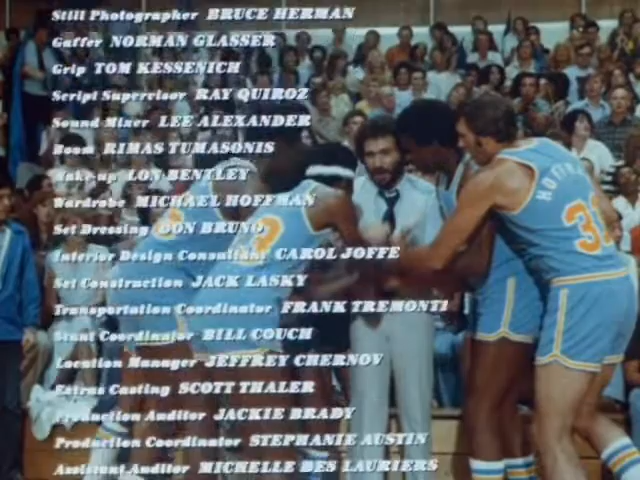 Still Photographer BRUCE HERMAN
Gaffer NORMAN GLASSER
Grip TOM KESSENICH
Script Supervisor RAY QUIROZ
Sound Mixer LEE ALEXANDER
Boom RIMAS TUMASONIS
Make-up LON BENTLEY
Wardrobe MICHAEL HOFFMAN
Set Dressing DON BRUNO
Interior Design Consultant CAROL JOFFE
Set Construction JACK LASKY
Transportation Coordinator FRANK TREMONTI
Stunt Coordinator BILL COUCH
Location Manager JEFFREY CHERNOV
Extras Casting SCOTT THALER
Production Auditor JACKIE BRADY
Production Coordinator STEPHANIE AUSTIN
Assistant Auditor MICHELLE DES LAURIERS
3